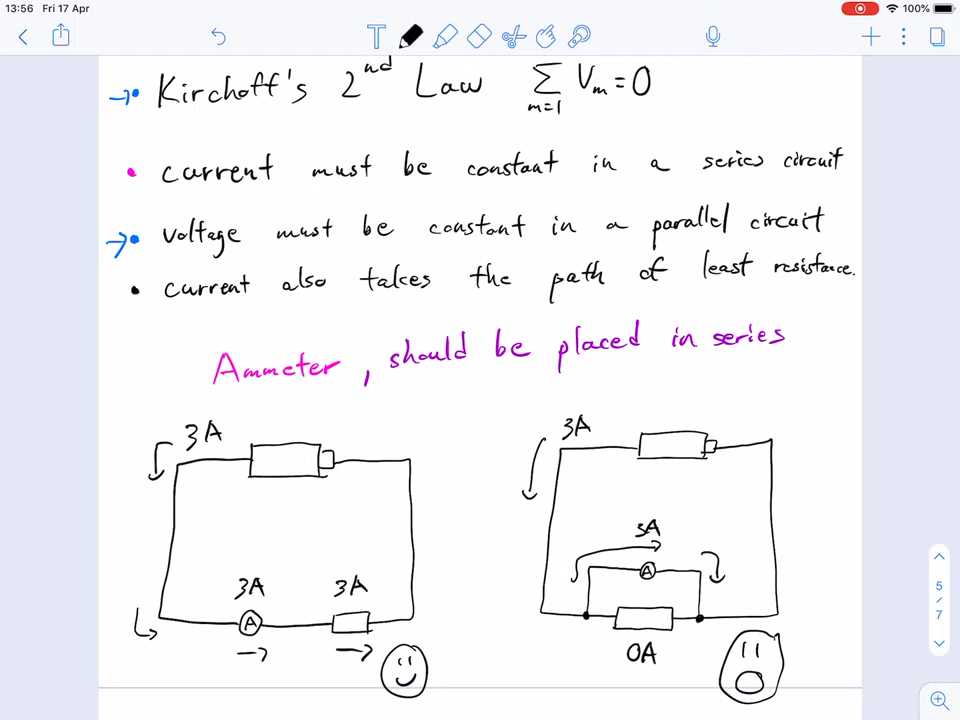 13:56 Fri 17 Apr
100%
→• Kirchoff's 2nd Law ∑ m=1 Vm = 0
• current must be constant in a series circuit
→• voltage must be constant in a parallel circuit
• current also takes the path of least resistance.
Ammeter, should be placed in series
3A
3A
3A
A
3A
3A
A
0A
5
/
7